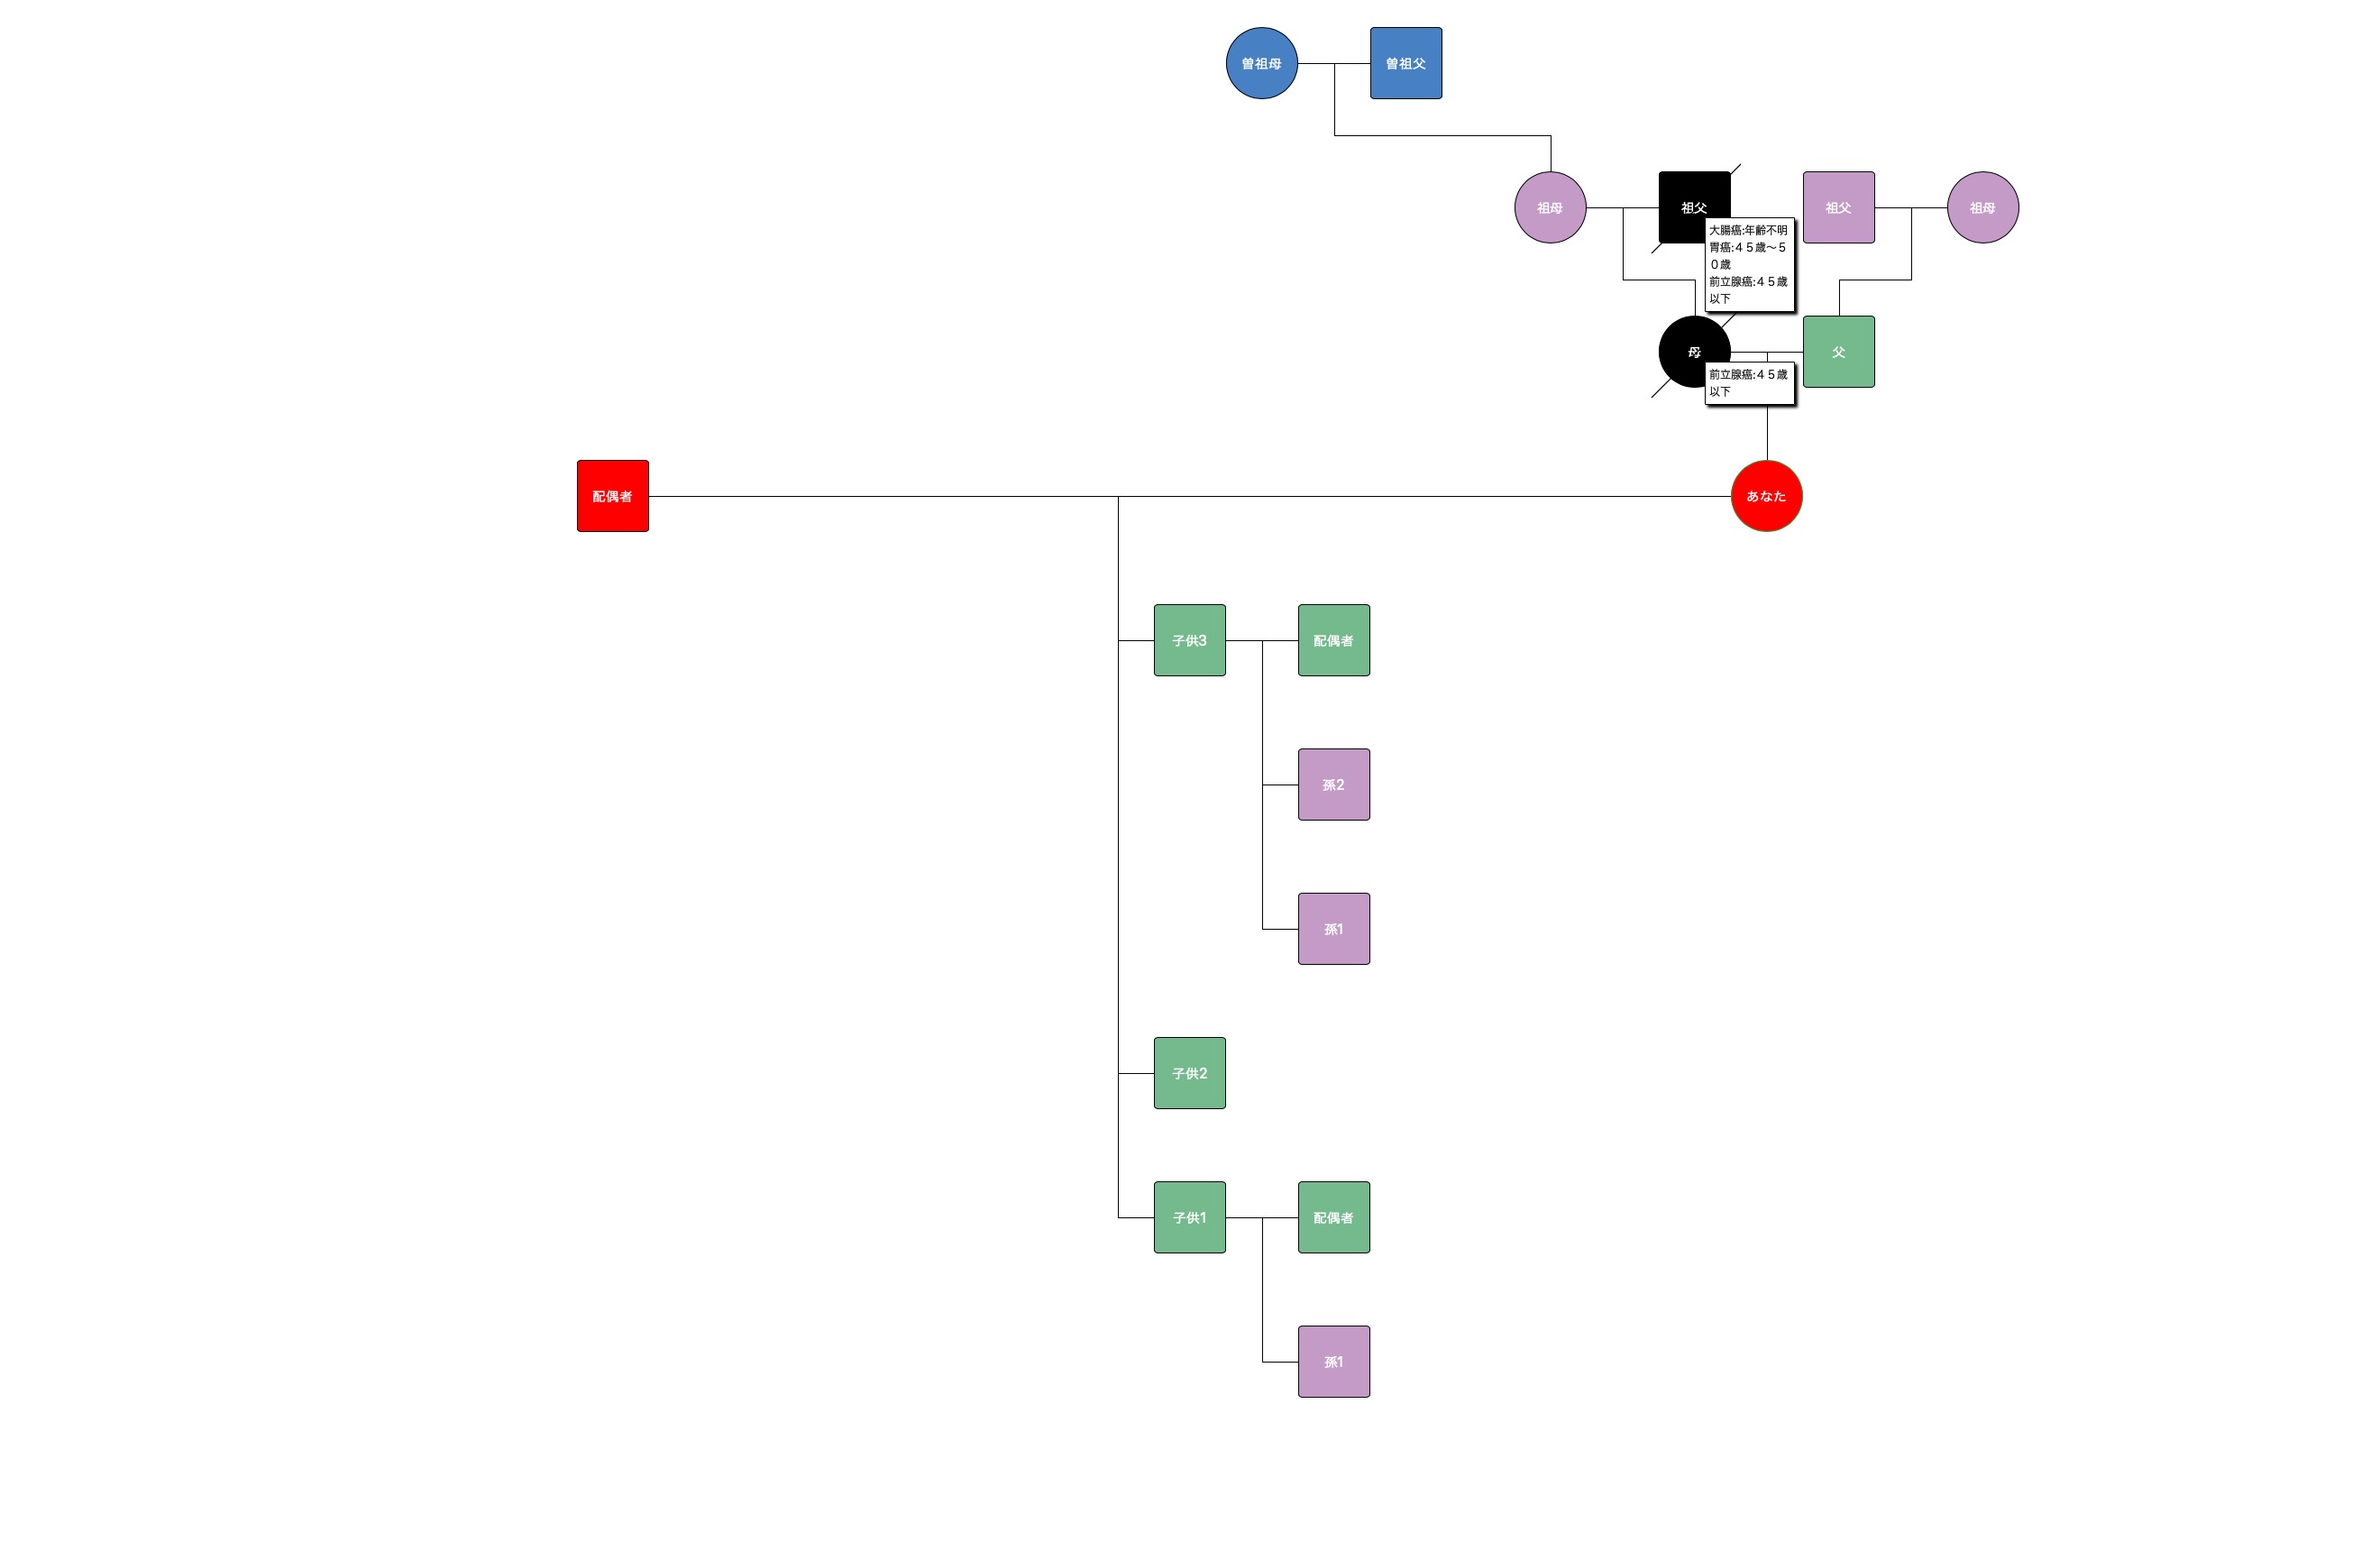 曽祖母
曽祖父
祖母
祖父
祖父
祖母
大腸癌:年齢不明
胃癌:４５歳〜５
０歳
前立腺癌:４５歳
以下
母
父
前立腺癌:４５歳
以下
配偶者
あなた
子供3
配偶者
孫2
孫1
子供2
子供1
配偶者
孫1